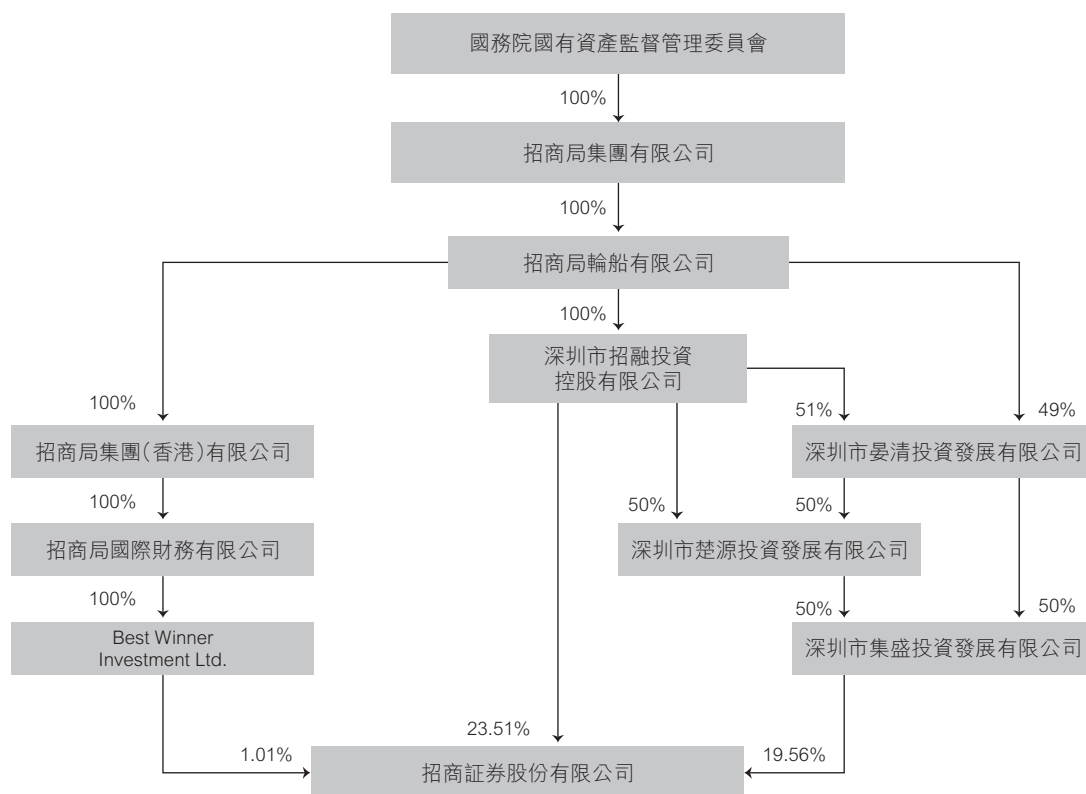 國務院國有資產監督管理委員會
100%
招商局集團有限公司
100%
招商局輪船有限公司
100%
深圳市招融投資
控股有限公司
100%
51%
49%
招商局集團（香港）有限公司
深圳市晏清投資發展有限公司
100%
50%
50%
招商局國際財務有限公司
深圳市楚源投資發展有限公司
100%
50%
50%
Best Winner
Investment Ltd.
深圳市集盛投資發展有限公司
23.51%
1.01%
19.56%
招商証券股份有限公司